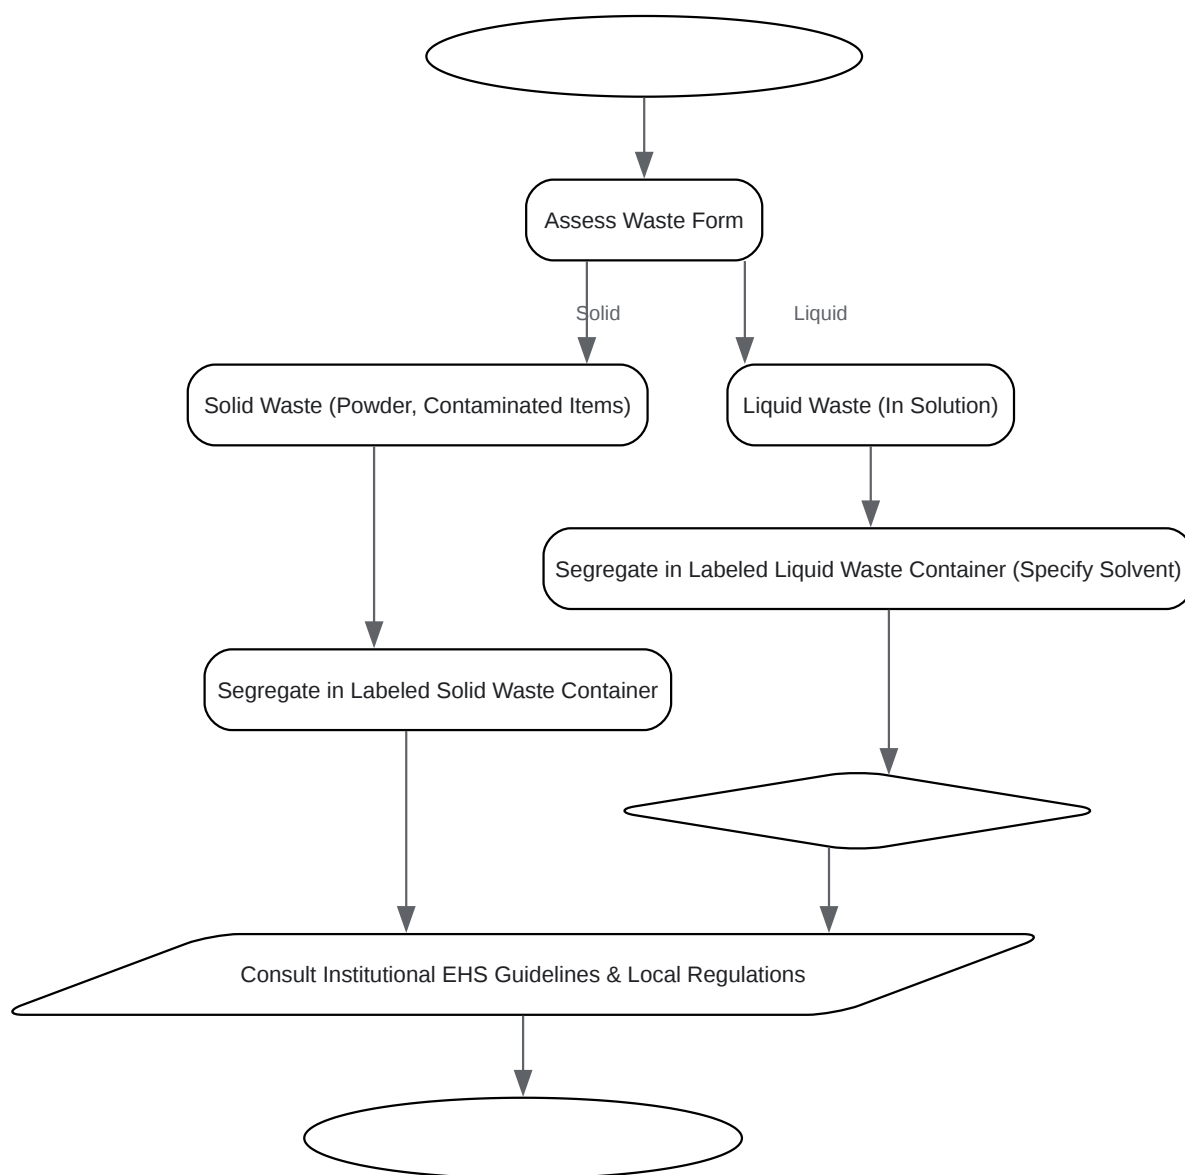 Assess Waste Form
Solid
Liquid
Solid Waste (Powder, Contaminated Items)
Liquid Waste (In Solution)
Segregate in Labeled Liquid Waste Container (Specify Solvent)
Segregate in Labeled Solid Waste Container
Consult Institutional EHS Guidelines & Local Regulations